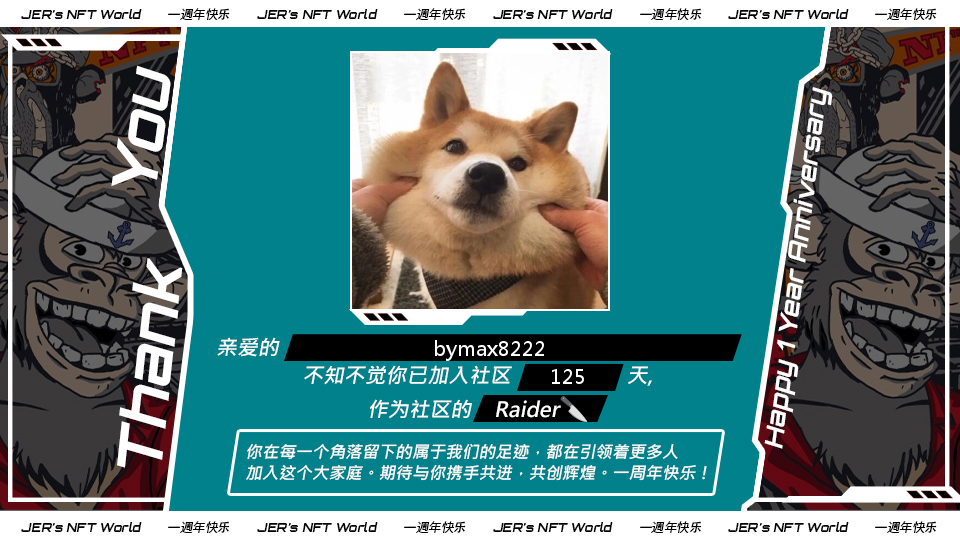 JER's NFT World 一週年快乐 JER's NFT World 一週年快乐 JER's NFT World 一週年快乐 JER's NFT World 一週年快乐
Thank You
亲爱的 bymax8222
不知不觉你已加入社区 125 天,
作为社区的 Raider🔪
你在每一个角落留下的属于我们的足迹，都在引领着更多人
加入这个大家庭。期待与你携手共进，共创辉煌。一周年快乐！
Happy 1 Year Anniversary
JER's NFT World 一週年快乐 JER's NFT World 一週年快乐 JER's NFT World 一週年快乐 JER's NFT World 一週年快乐